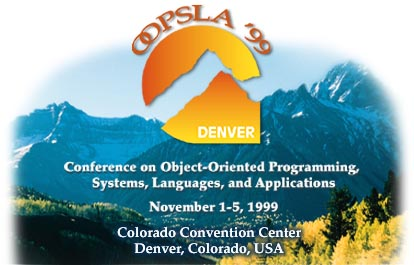 OOPSLA '99
DENVER
Conference on Object-Oriented Programming,
Systems, Languages, and Applications
November 1-5, 1999
Colorado Convention Center
Denver, Colorado, USA